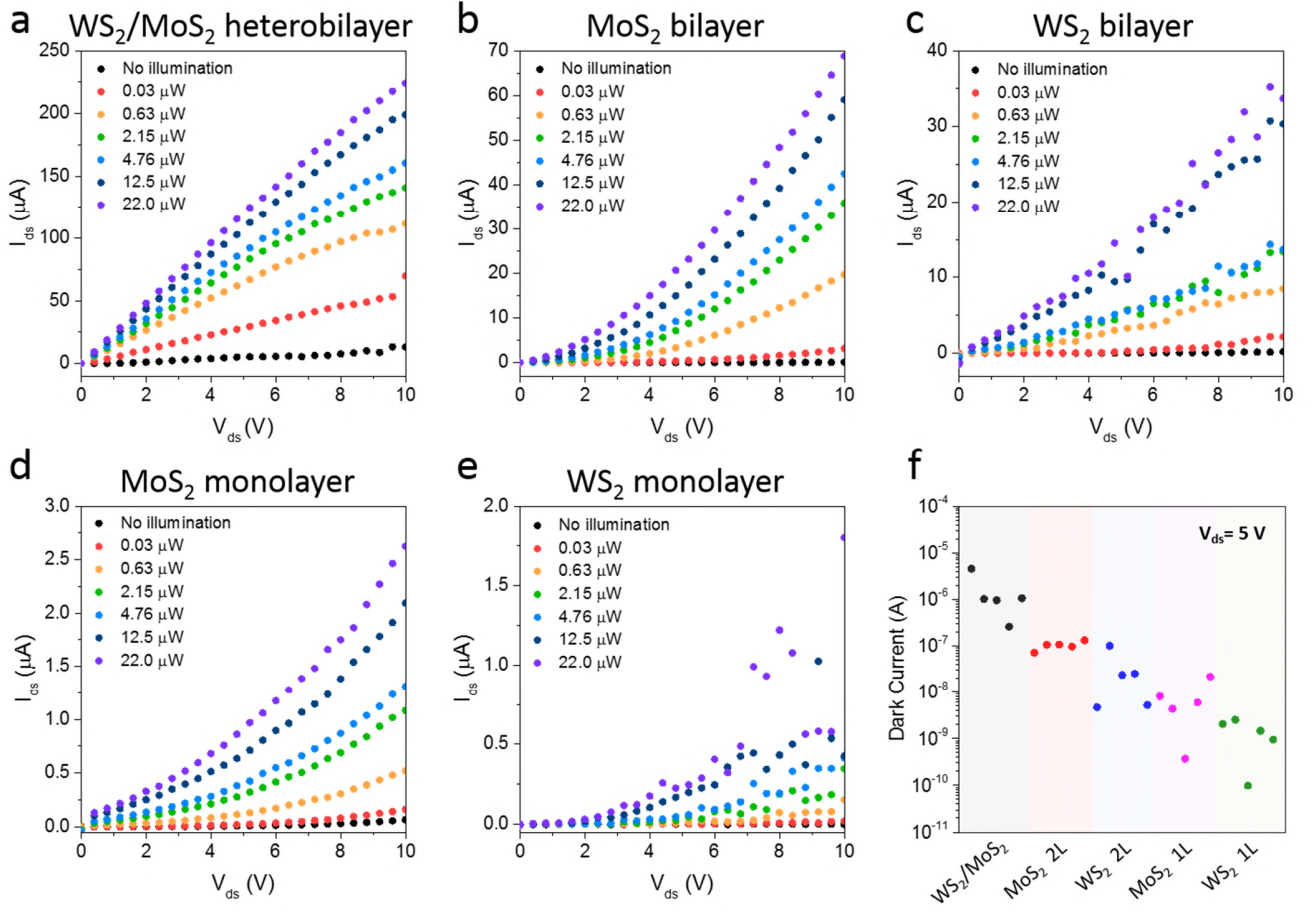 a
WS₂/MoS₂ heterobilayer
250
200
150
100
50
0
I_ds (μA)
No illumination
0.03 μW
0.63 μW
2.15 μW
4.76 μW
12.5 μW
22.0 μW
0 2 4 6 8 10
V_ds (V)
b
MoS₂ bilayer
70
60
50
40
30
20
10
0
I_ds (μA)
No illumination
0.03 μW
0.63 μW
2.15 μW
4.76 μW
12.5 μW
22.0 μW
0 2 4 6 8 10
V_ds (V)
c
WS₂ bilayer
40
30
20
10
0
I_ds (μA)
No illumination
0.03 μW
0.63 μW
2.15 μW
4.76 μW
12.5 μW
22.0 μW
0 2 4 6 8 10
V_ds (V)
d
MoS₂ monolayer
3.0
2.5
2.0
1.5
1.0
0.5
0.0
I_ds (μA)
No illumination
0.03 μW
0.63 μW
2.15 μW
4.76 μW
12.5 μW
22.0 μW
0 2 4 6 8 10
V_ds (V)
e
WS₂ monolayer
2.0
1.5
1.0
0.5
0.0
I_ds (μA)
No illumination
0.03 μW
0.63 μW
2.15 μW
4.76 μW
12.5 μW
22.0 μW
0 2 4 6 8 10
V_ds (V)
f
V_ds= 5 V
10⁻⁴
10⁻⁵
10⁻⁶
10⁻⁷
10⁻⁸
10⁻⁹
10⁻¹⁰
10⁻¹¹
Dark Current (A)
WS₂/MoS₂
MoS₂ 2L
WS₂ 2L
MoS₂ 1L
WS₂ 1L